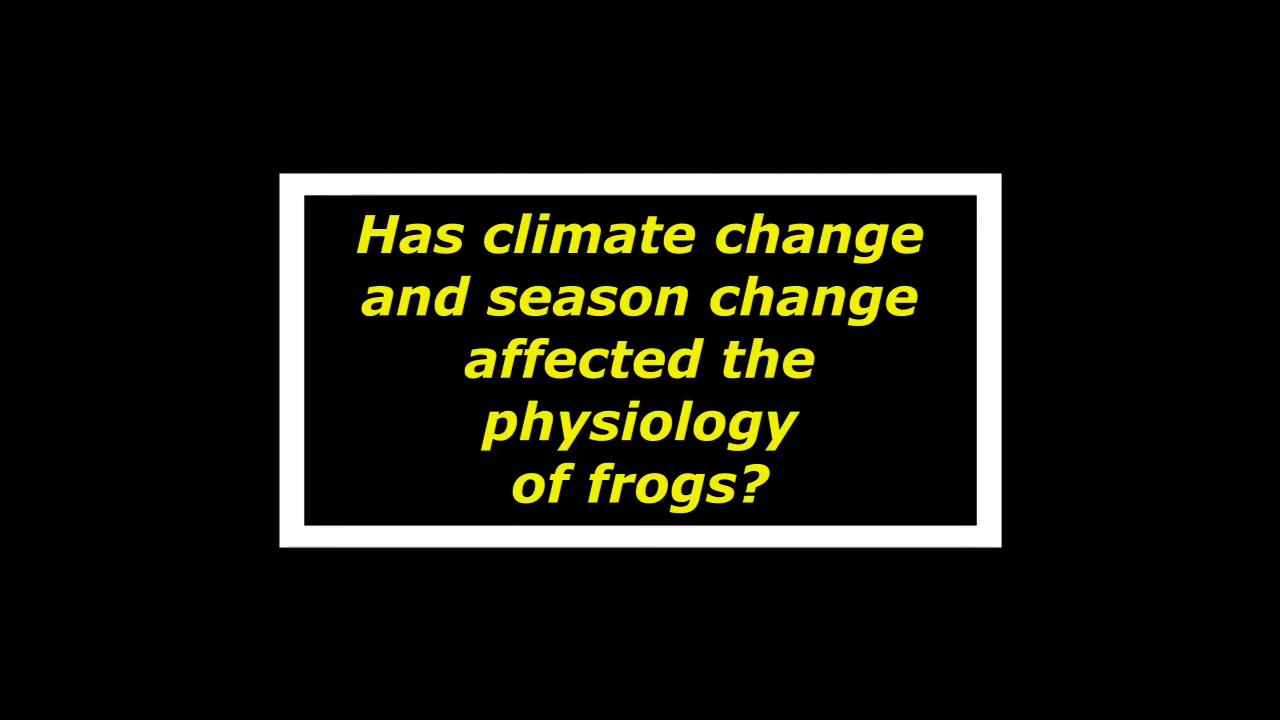 Has climate change
and season change
affected the
physiology
of frogs?